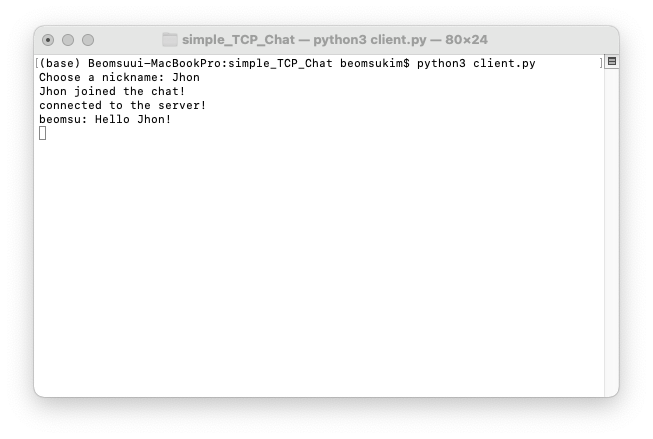 simple_TCP_Chat — python3 client.py — 80×24
[(base) Beomsuui-MacBookPro:simple_TCP_Chat beomsukim$ python3 client.py ]
Choose a nickname: Jhon
Jhon joined the chat!
connected to the server!
beomsu: Hello Jhon!